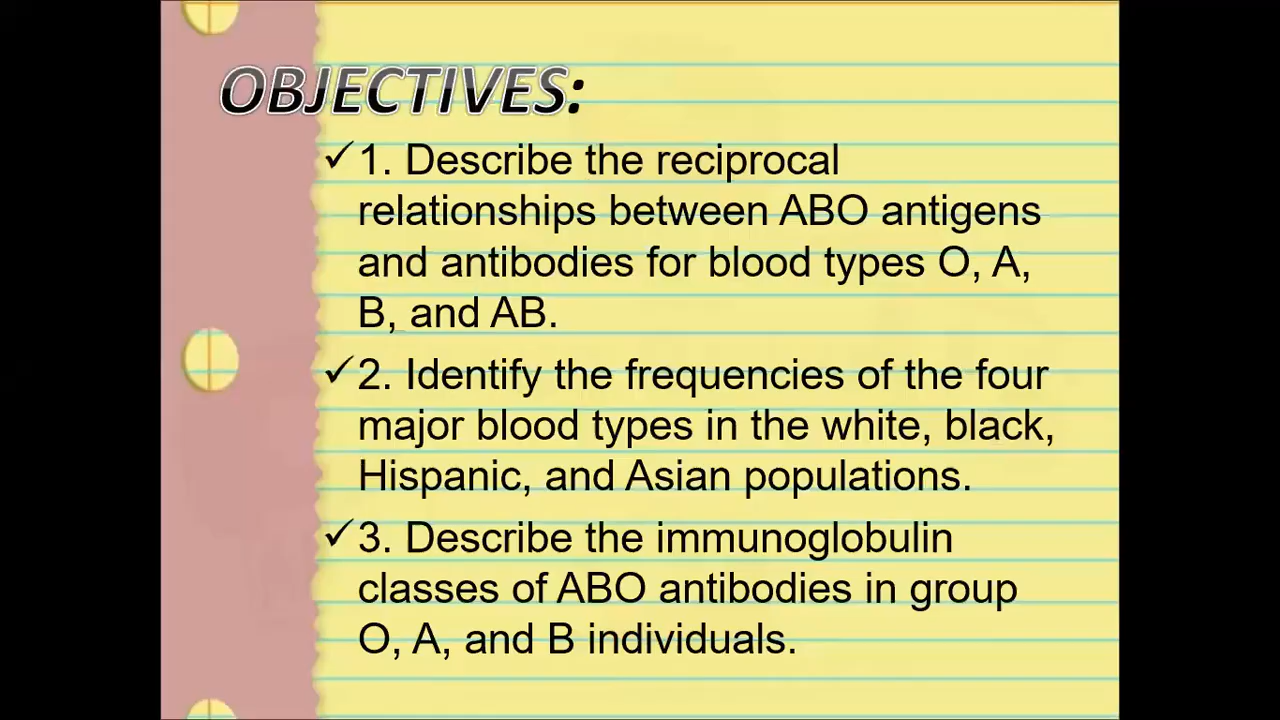 OBJECTIVES:
✓1. Describe the reciprocal
relationships between ABO antigens
and antibodies for blood types O, A,
B, and AB.
✓2. Identify the frequencies of the four
major blood types in the white, black,
Hispanic, and Asian populations.
✓3. Describe the immunoglobulin
classes of ABO antibodies in group
O, A, and B individuals.